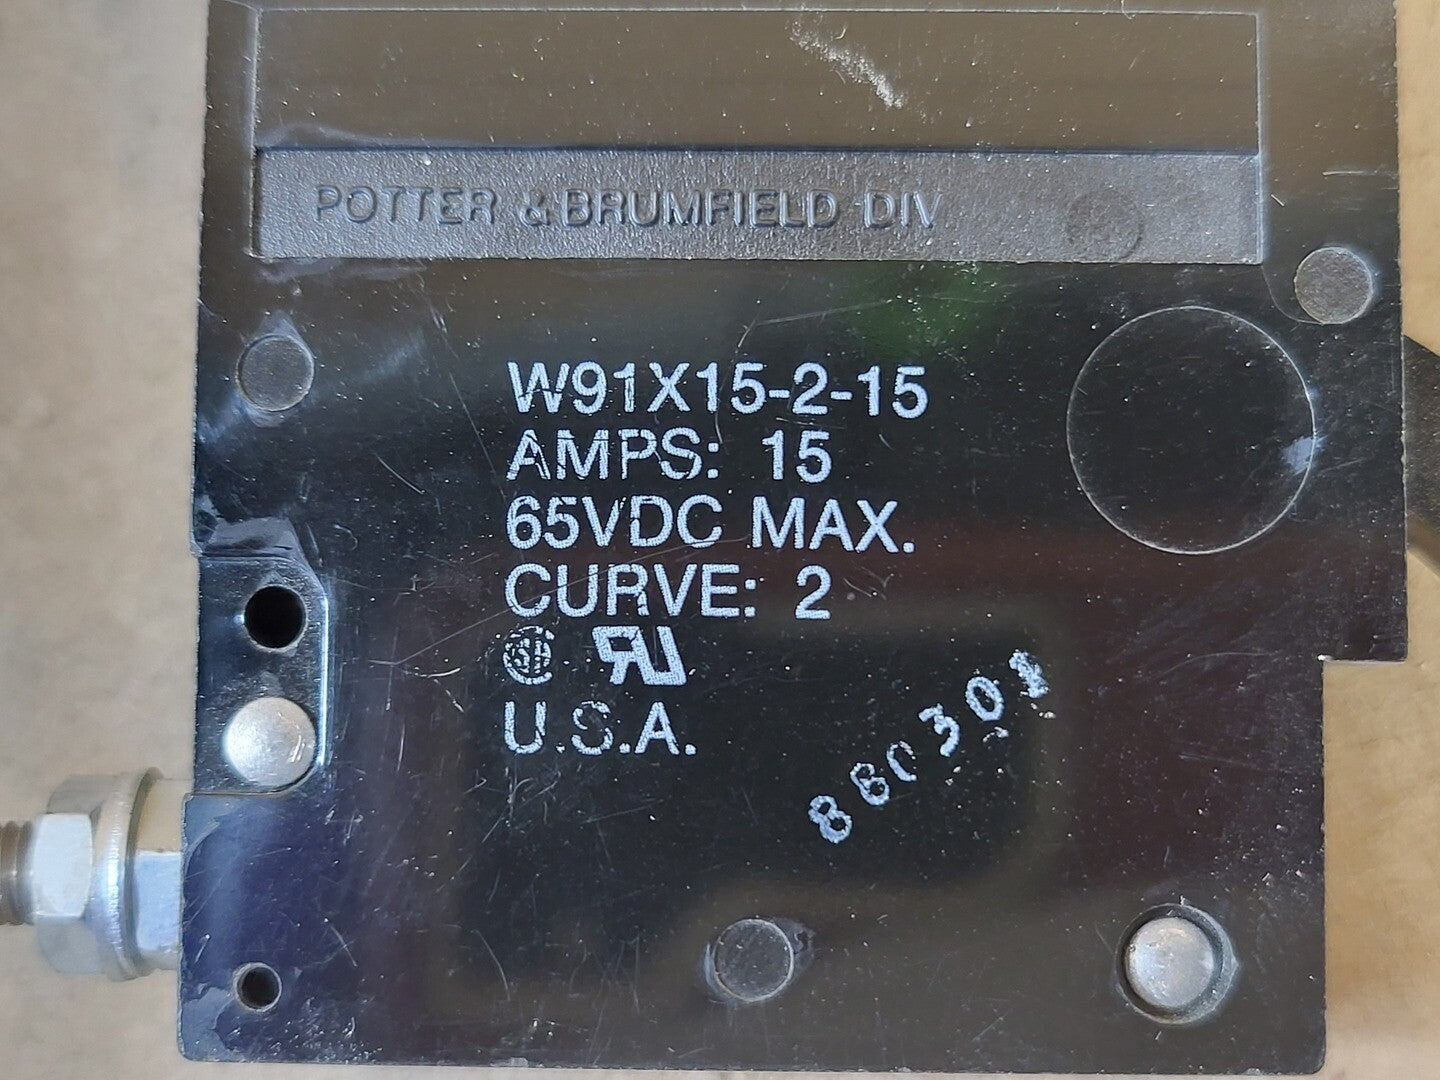 POTTER & BRUMFIELD DIV
W91X15-2-15
AMPS: 15
65VDC MAX.
CURVE: 2
U.S.A.